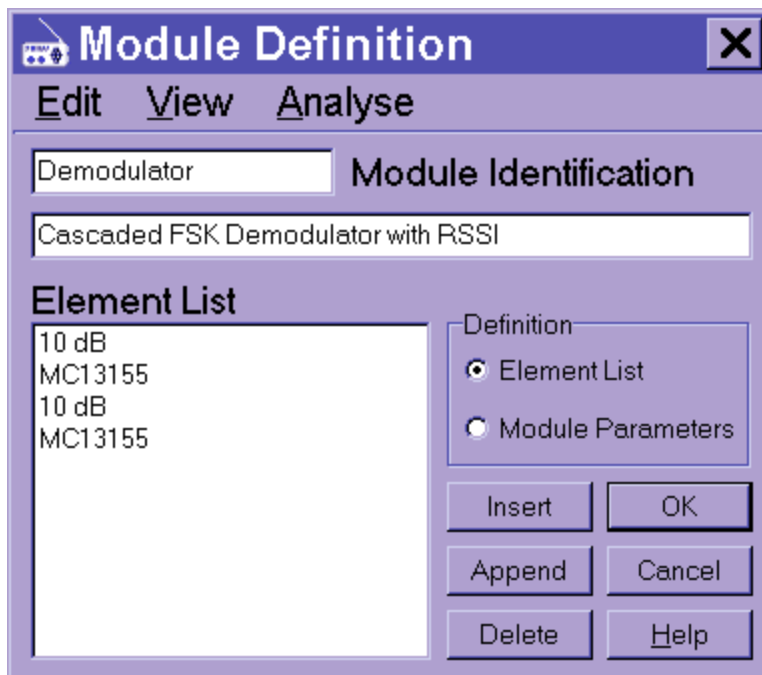 Module Definition
Edit View Analyse
Demodulator Module Identification
Cascaded FSK Demodulator with RSSI
Element List
10 dB
MC13155
10 dB
MC13155
Definition
Element List
Module Parameters
Insert OK
Append Cancel
Delete Help